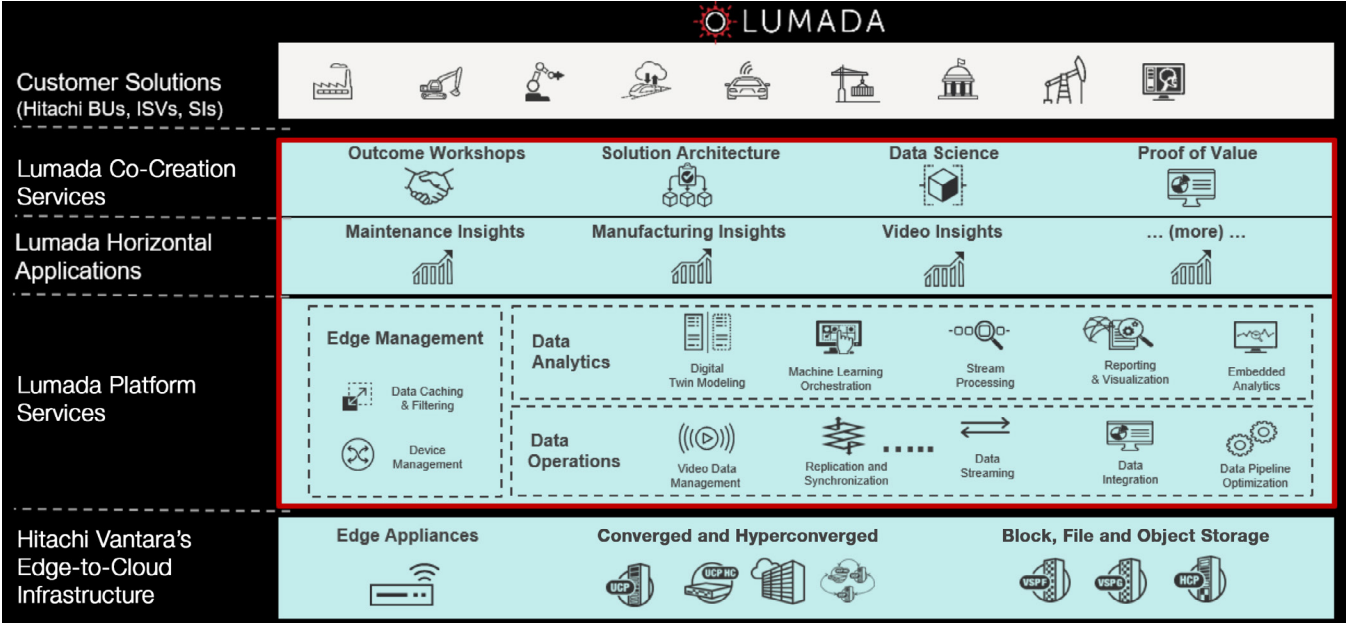 LUMADA
Customer Solutions
(Hitachi BUs, ISVs, SIs)
Lumada Co-Creation
Services
Outcome Workshops
Solution Architecture
Data Science
Proof of Value
Lumada Horizontal
Applications
Maintenance Insights
Manufacturing Insights
Video Insights
... (more) ...
Lumada Platform
Services
Edge Management
Data Caching
& Filtering
Device
Management
Data
Analytics
Digital
Twin Modeling
Machine Learning
Orchestration
Stream
Processing
Reporting
& Visualization
Embedded
Analytics
Data
Operations
Video Data
Management
Replication and
Synchronization
Data
Streaming
Data
Integration
Data Pipeline
Optimization
Hitachi Vantara’s
Edge-to-Cloud
Infrastructure
Edge Appliances
Converged and Hyperconverged
UCP
UCP HC
Block, File and Object Storage
VSP F
VSP G
HCP